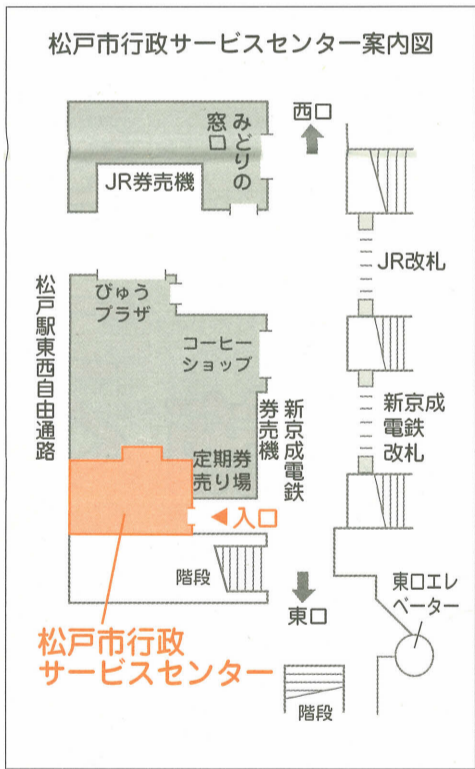 松戸市行政サービスセンター案内図
西口
みどりの
窓口
JR券売機
JR改札
びゅう
プラザ
コーヒー
ショップ
松戸駅東西自由通路
新京成電鉄
券売機
新京成
電鉄
改札
定期券
売り場
入口
階段
東口
東口エレ
ベーター
松戸市行政
サービスセンター
階段